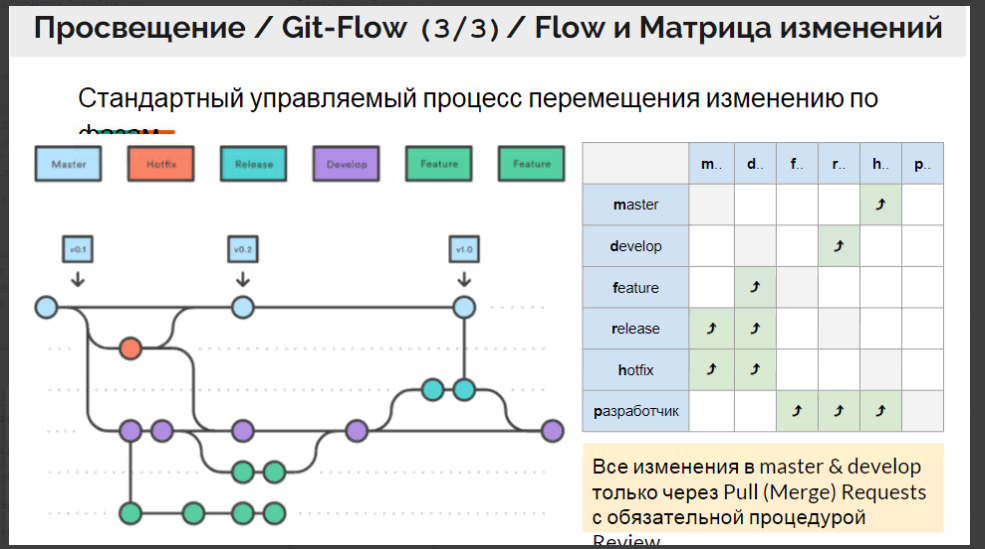 Просвещение / Git-Flow (3/3) / Flow и Матрица изменений
Стандартный управляемый процесс перемещения изменению по
фазам
Master Hotfix Release Develop Feature Feature
v0.1 v0.2 v1.0
m.. d.. f.. r.. h.. p..
master
develop
feature
release
hotfix
разработчик
Все изменения в master & develop
только через Pull (Merge) Requests
с обязательной процедурой
Review